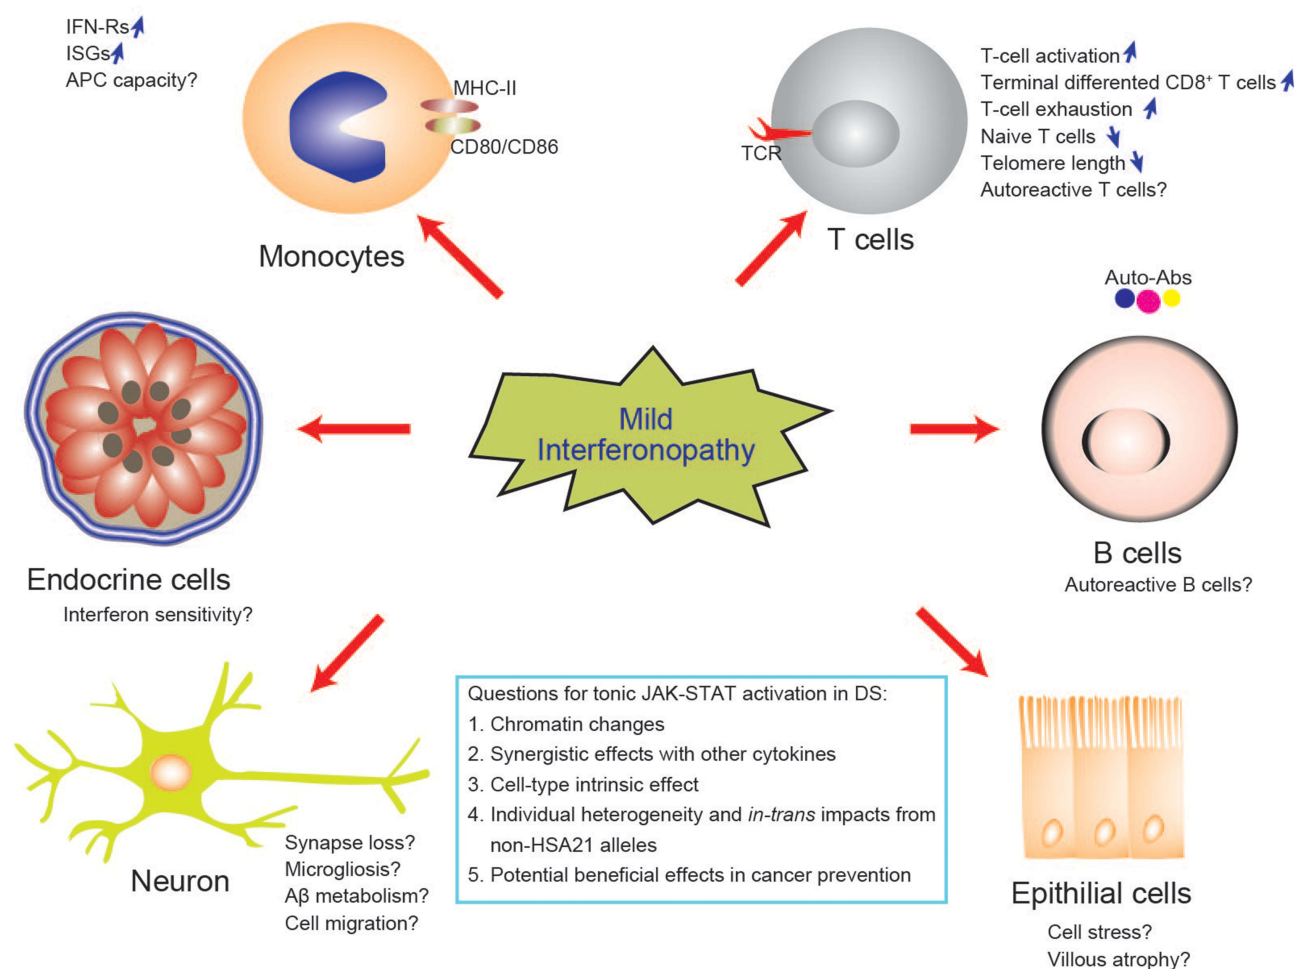 IFN-Rs
ISGs
APC capacity?
MHC-II
CD80/CD86
Monocytes
TCR
T cells
T-cell activation
Terminal differented CD8⁺ T cells
T-cell exhaustion
Naive T cells
Telomere length
Autoreactive T cells?
Auto-Abs
B cells
Autoreactive B cells?
Mild
Interferonopathy
Endocrine cells
Interferon sensitivity?
Neuron
Synapse loss?
Microgliosis?
Aβ metabolism?
Cell migration?
Questions for tonic JAK-STAT activation in DS:
1. Chromatin changes
2. Synergistic effects with other cytokines
3. Cell-type intrinsic effect
4. Individual heterogeneity and in-trans impacts from
non-HSA21 alleles
5. Potential beneficial effects in cancer prevention
Epithilial cells
Cell stress?
Villous atrophy?